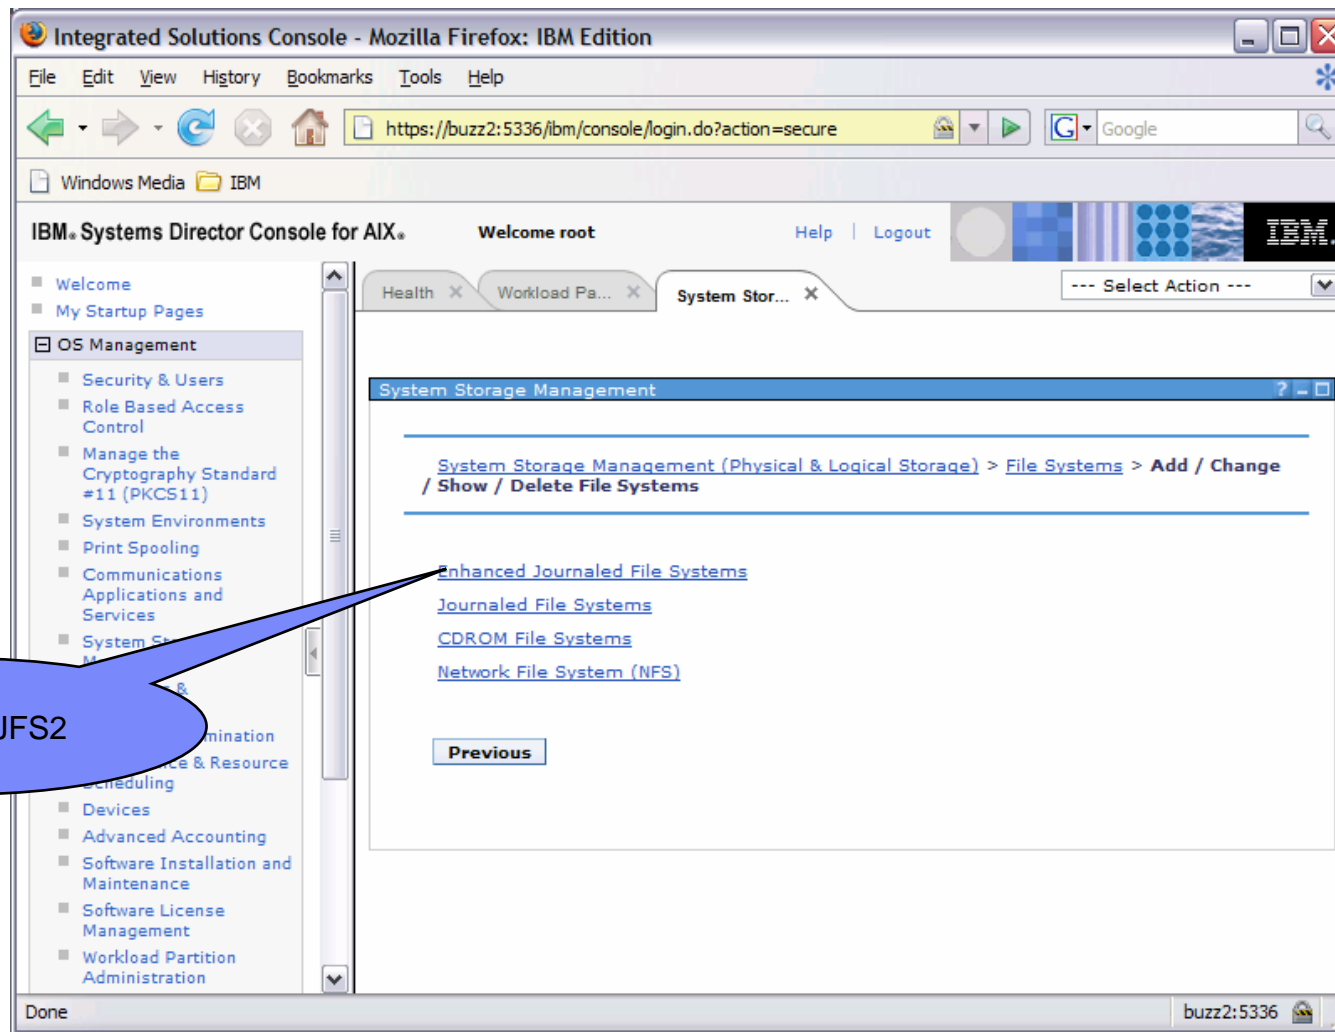 Integrated Solutions Console - Mozilla Firefox: IBM Edition
File Edit View History Bookmarks Tools Help
https://buzz2:5336/ibm/console/login.do?action=secure
G Google
Windows Media IBM
IBM® Systems Director Console for AIX®
Welcome root
Help | Logout
IBM.
Welcome
My Startup Pages
OS Management
Security & Users
Role Based Access
Control
Manage the
Cryptography Standard
#11 (PKCS11)
System Environments
Print Spooling
Communications
Applications and
Services
System
&
mination
& Resource
Scheduling
Devices
Advanced Accounting
Software Installation and
Maintenance
Software License
Management
Workload Partition
Administration
JFS2
Health
Workload Pa...
System Stor...
--- Select Action ---
System Storage Management
System Storage Management (Physical & Logical Storage) > File Systems > Add / Change
/ Show / Delete File Systems
Enhanced Journaled File Systems
Journaled File Systems
CDROM File Systems
Network File System (NFS)
Previous
Done
buzz2:5336